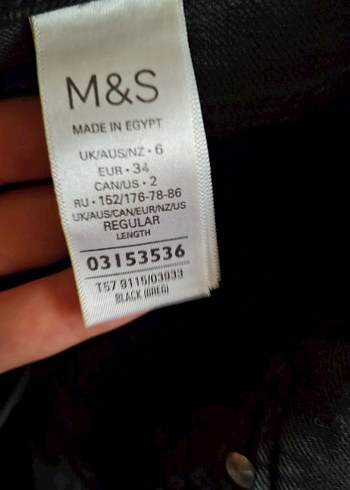 M&S
MADE IN EGYPT
UK/AUS/NZ • 6
EUR • 34
CAN/US • 2
RU • 152/176-78-86
UK/AUS/CAN/EUR/NZ/US
REGULAR
LENGTH
03153536
T57 9115/03933
BLACK